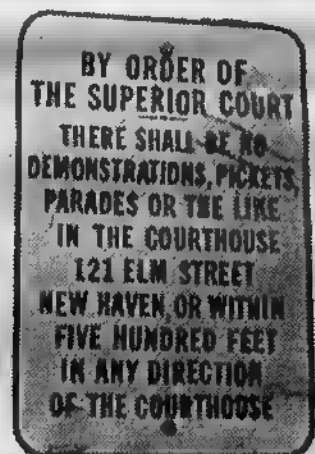 BY ORDER OF
THE SUPERIOR COURT
THERE SHALL BE NO
DEMONSTRATIONS, PICKETS,
PARADES OR THE LIKE
IN THE COURTHOUSE
121 ELM STREET
NEW HAVEN, OR WITHIN
FIVE HUNDRED FEET
IN ANY DIRECTION
OF THE COURTHOUSE